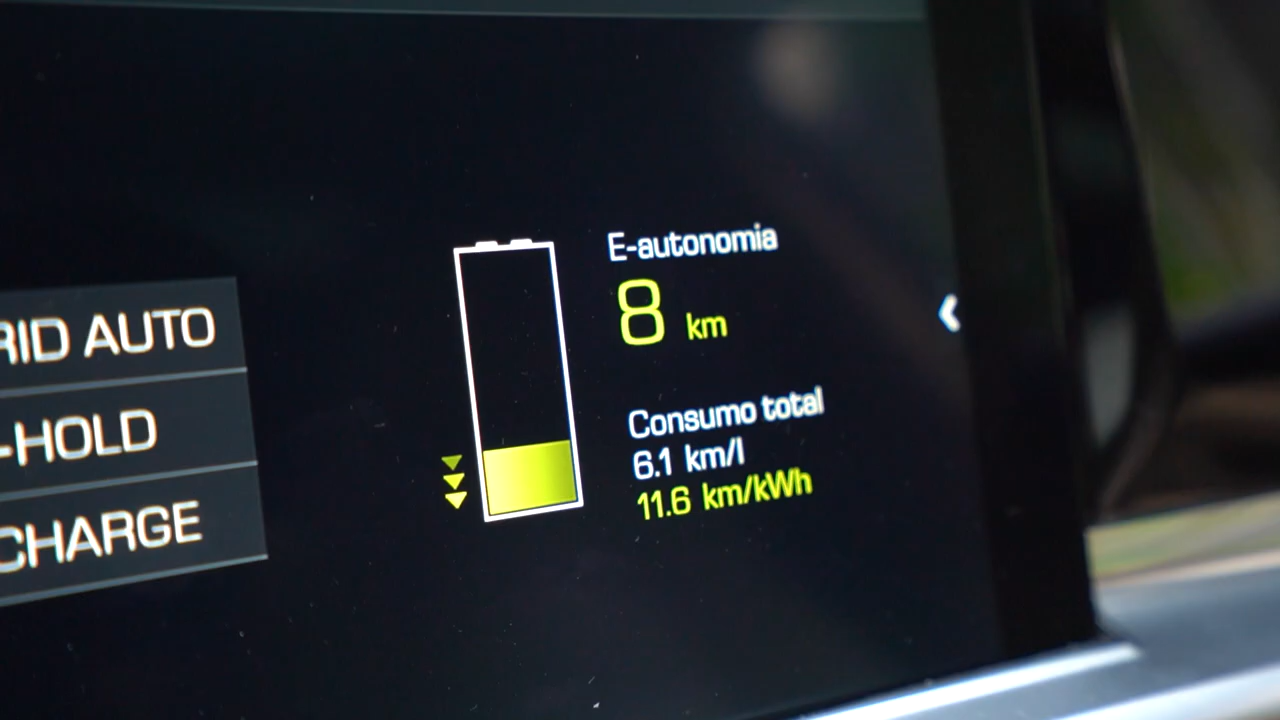 RID AUTO
-HOLD
CHARGE
E-autonomia
8 km
Consumo total
6.1 km/l
11.6 km/kWh